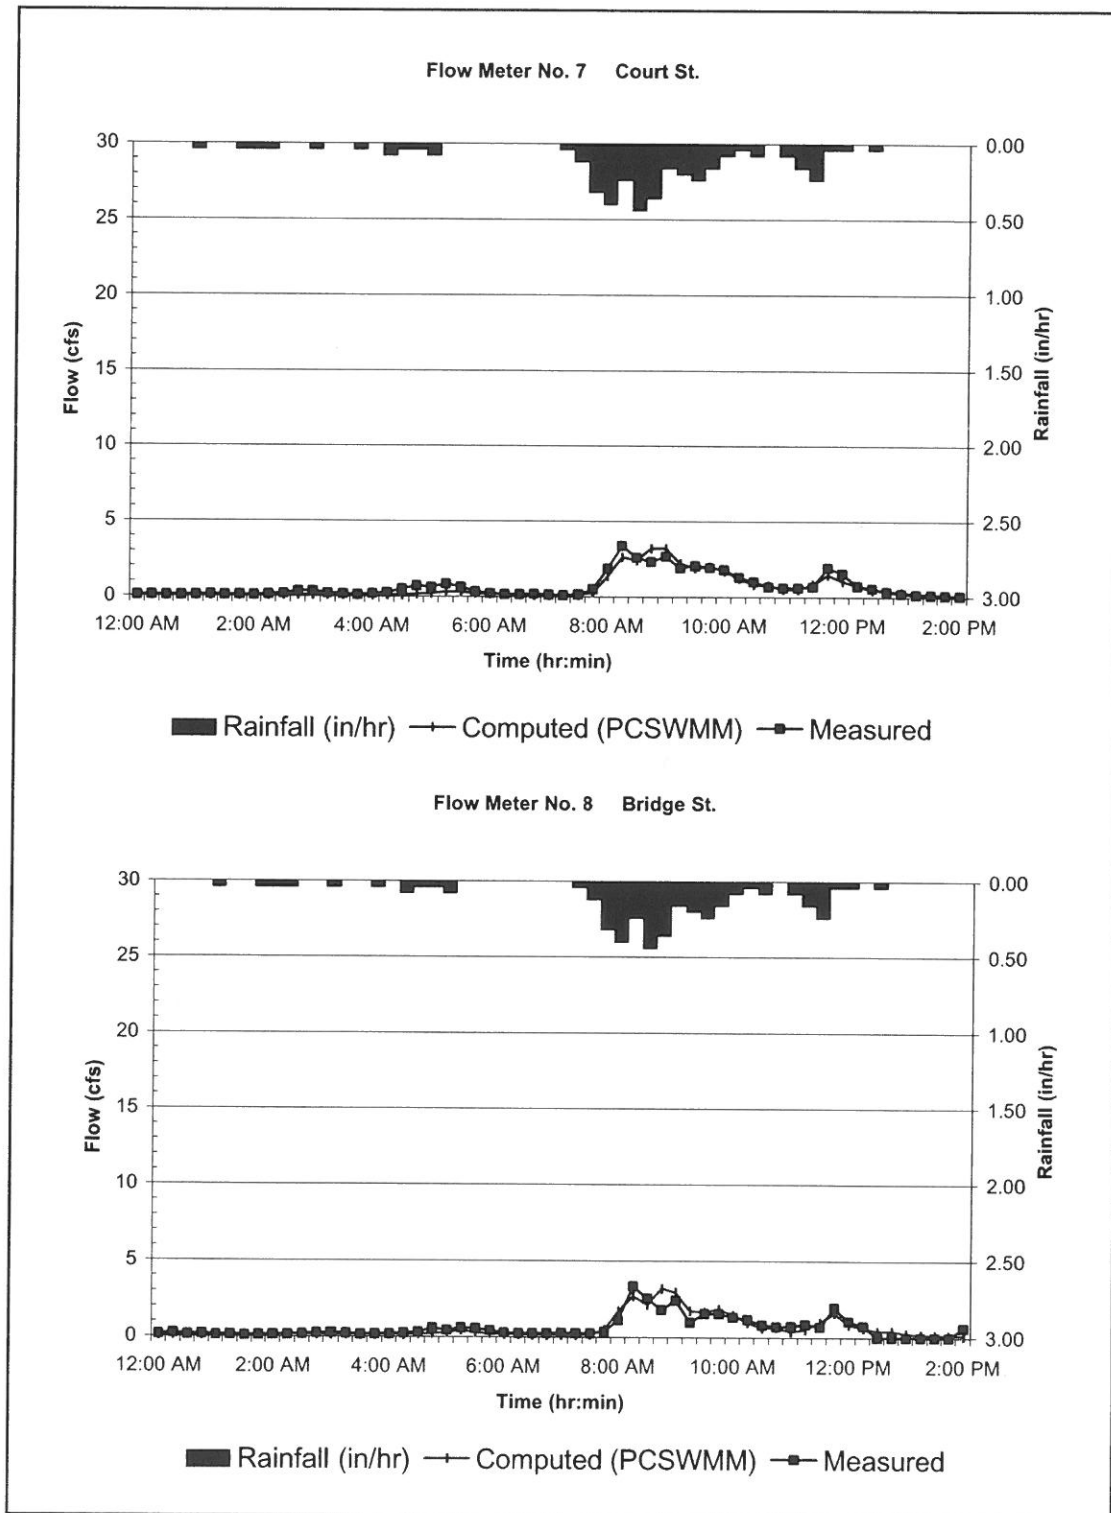 Flow Meter No. 7 Court St.
30
25
20
15
10
5
0
Flow (cfs)
0.00
0.50
1.00
1.50
2.00
2.50
3.00
Rainfall (in/hr)
12:00 AM 2:00 AM 4:00 AM 6:00 AM 8:00 AM 10:00 AM 12:00 PM 2:00 PM
Time (hr:min)
Rainfall (in/hr) Computed (PCSWMM) Measured
Flow Meter No. 8 Bridge St.
30
25
20
15
10
5
0
Flow (cfs)
0.00
0.50
1.00
1.50
2.00
2.50
3.00
Rainfall (in/hr)
12:00 AM 2:00 AM 4:00 AM 6:00 AM 8:00 AM 10:00 AM 12:00 PM 2:00 PM
Time (hr:min)
Rainfall (in/hr) Computed (PCSWMM) Measured